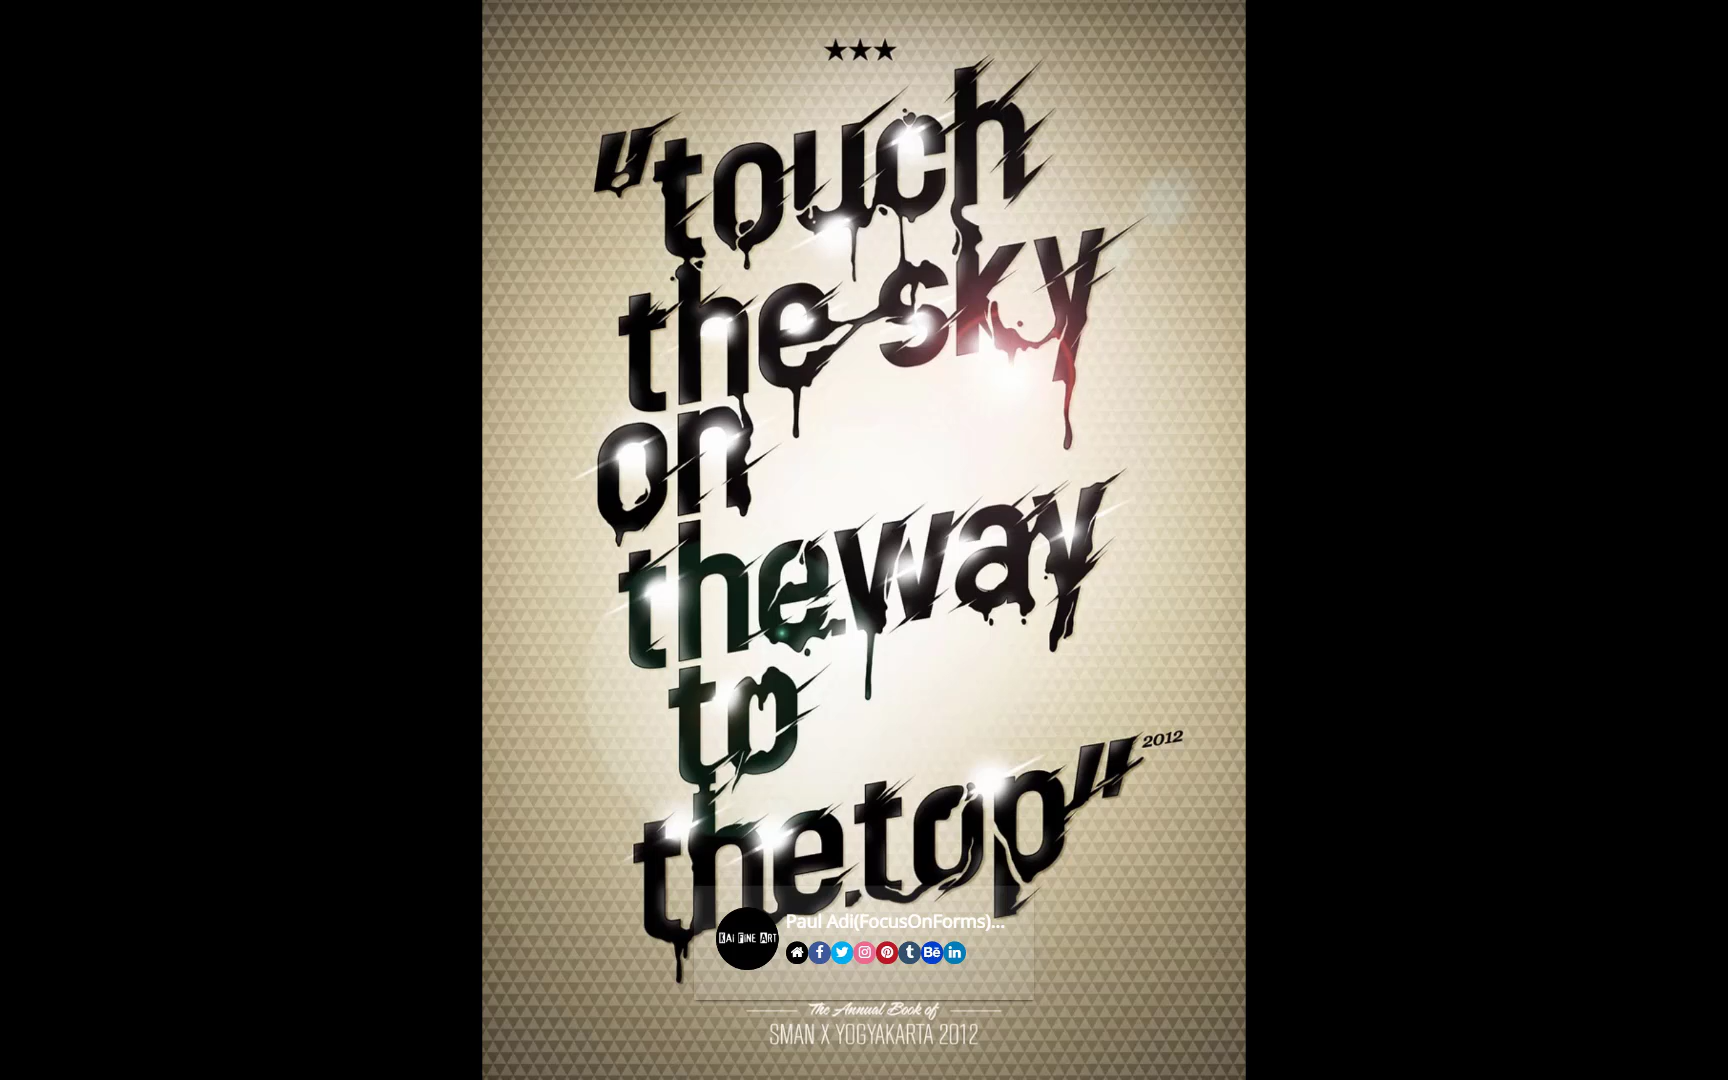 ★★★
"touch
the sky
on
the way
to
the top" 2012
KAI FINE ART
Paul Adi(FocusOnForms)...
The Annual Book of
SMAN X YOGYAKARTA 2012